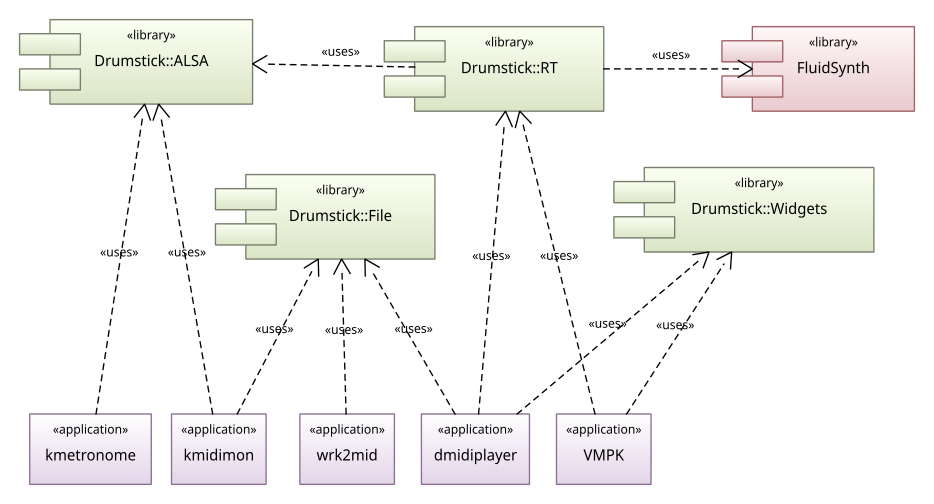 «library»
Drumstick::ALSA
«uses»
«library»
Drumstick::RT
«uses»
«library»
FluidSynth
«library»
Drumstick::File
«library»
Drumstick::Widgets
«uses»
«uses»
«uses»
«uses»
«uses»
«uses»
«uses»
«uses»
«uses»
«application»
kmetronome
«application»
kmidimon
«application»
wrk2mid
«application»
dmidiplayer
«application»
VMPK